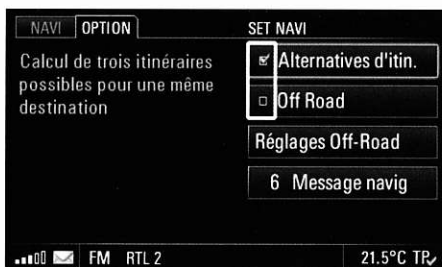 NAVI OPTION SET NAVI
Calcul de trois itinéraires
possibles pour une même
destination
Alternatives d'itin.
Off Road
Réglages Off-Road
6 Message navig
FM RTL 2 21.5°C TP